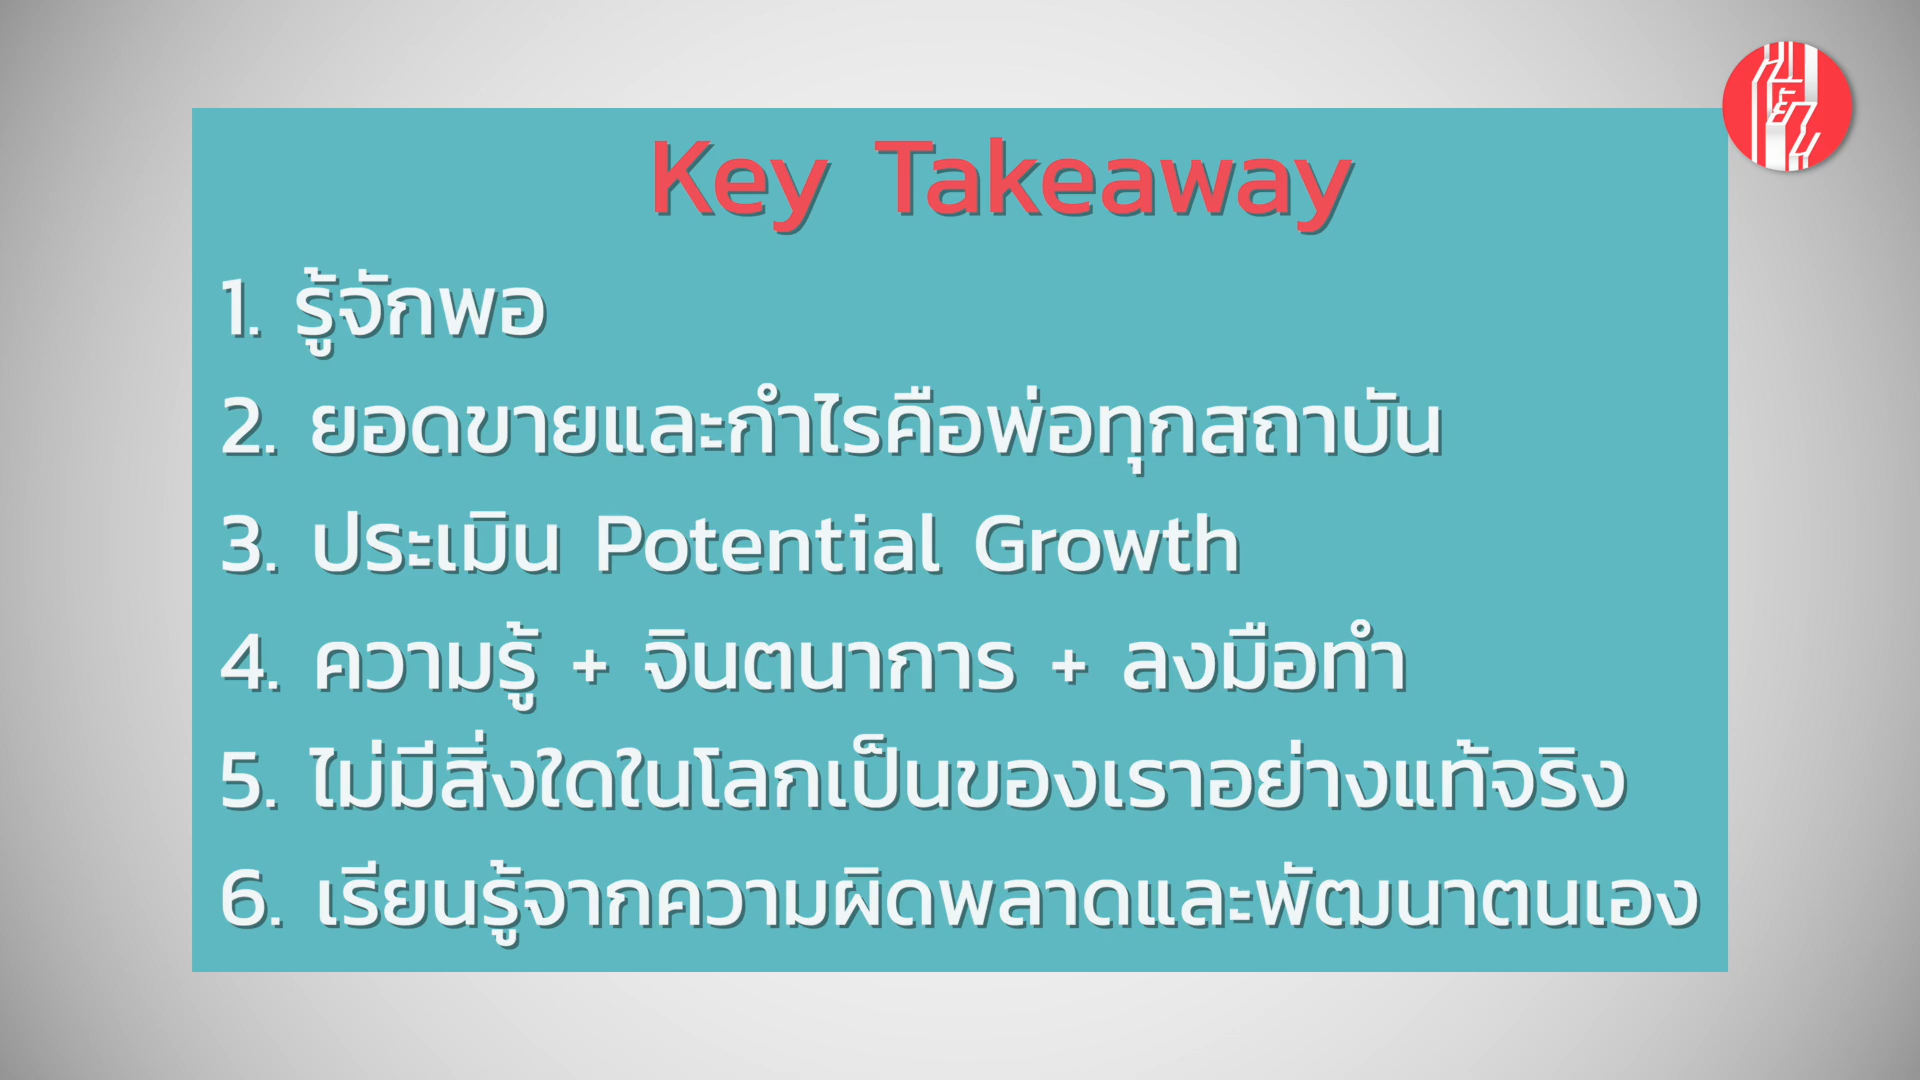 Key Takeaway
1. รู้จักพอ
2. ยอดขายและกำไรคือพ่อทุกสถาบัน
3. ประเมิน Potential Growth
4. ความรู้ + จินตนาการ + ลงมือทำ
5. ไม่มีสิ่งใดในโลกเป็นของเราอย่างแท้จริง
6. เรียนรู้จากความผิดพลาดและพัฒนาตนเอง